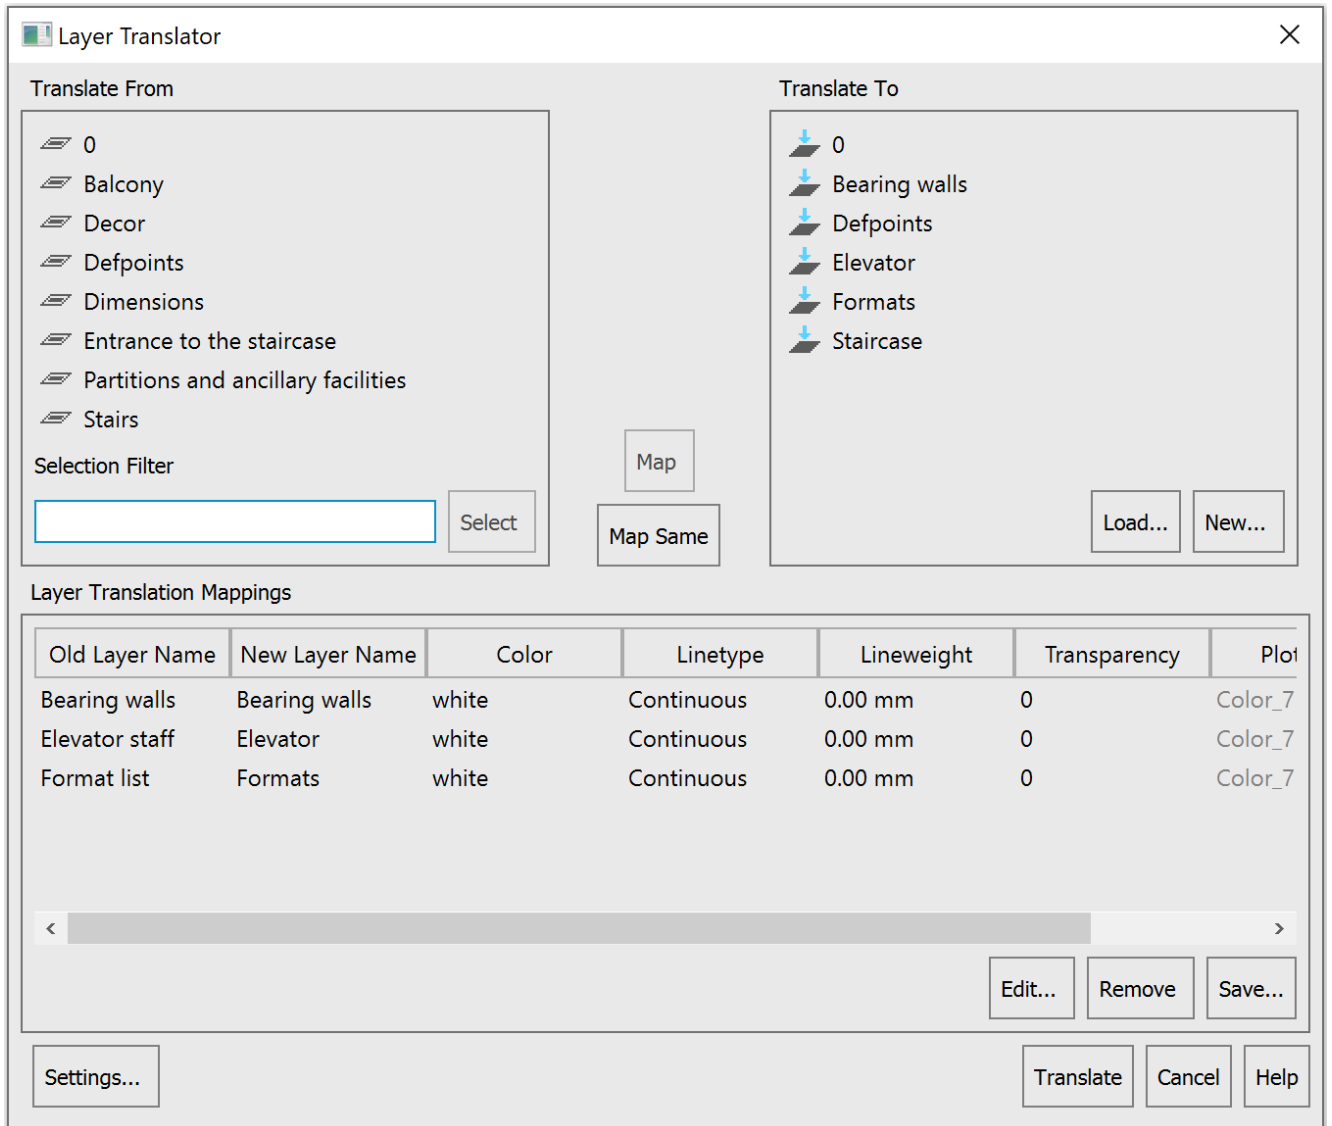 Layer Translator
Translate From
Translate To
0
Balcony
Decor
Defpoints
Dimensions
Entrance to the staircase
Partitions and ancillary facilities
Stairs
Selection Filter
Select
Map
Map Same
0
Bearing walls
Defpoints
Elevator
Formats
Staircase
Load...
New...
Layer Translation Mappings
Old Layer Name New Layer Name Color Linetype Lineweight Transparency Plot
Bearing walls Bearing walls white Continuous 0.00 mm 0 Color_7
Elevator staff Elevator white Continuous 0.00 mm 0 Color_7
Format list Formats white Continuous 0.00 mm 0 Color_7
Edit... Remove Save...
Settings... Translate Cancel Help